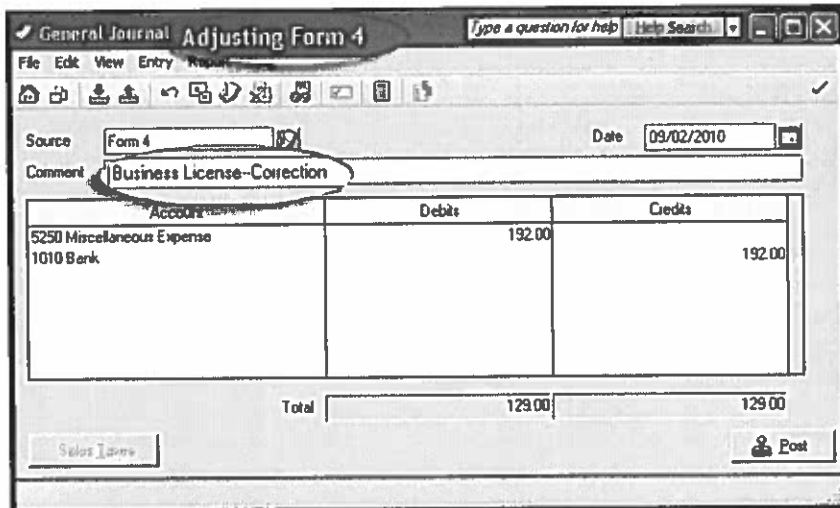 General Journal Adjusting Form 4 Type a question for help Help Search
File Edit View Entry Report
Source Form 4 Date 09/02/2010
Comment Business License--Correction
Account Debits Credits
5250 Miscellaneous Expense 192.00
1010 Bank 192.00
Total 129.00 129.00
Sales Taxes Post